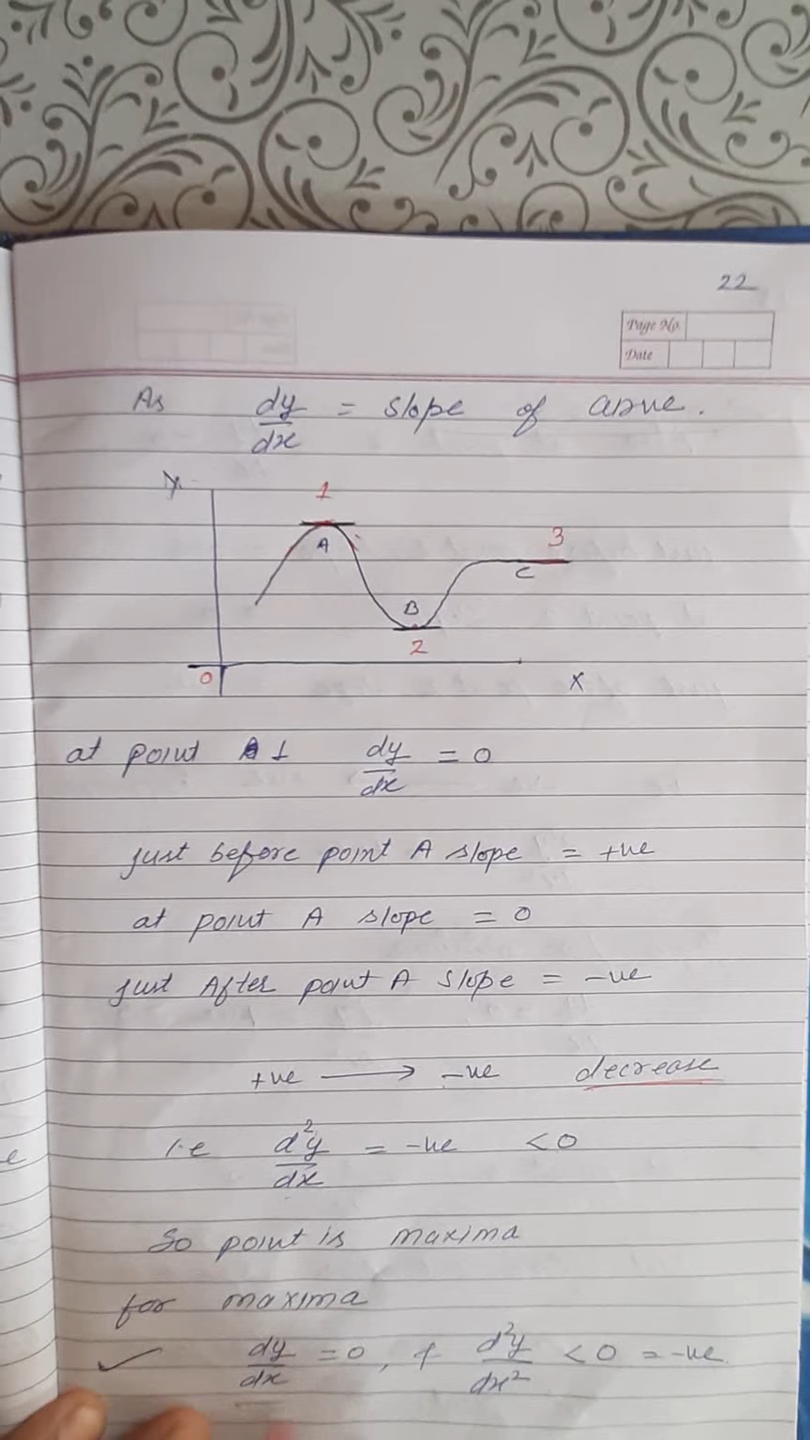 22
Page No.
Date
As dy/dx = slope of curve.
Y
1
A
3
C
B
2
0
X
at point 1 dy/dx = 0
just before point A slope = +ve
at point A slope = 0
just After point A slope = -ve
+ve ⟶ -ve decrease
i.e d²y/dx = -ve <0
So point is maxima
for maxima
✓ dy/dx = 0, & d²y/dx² < 0 = -ve
e